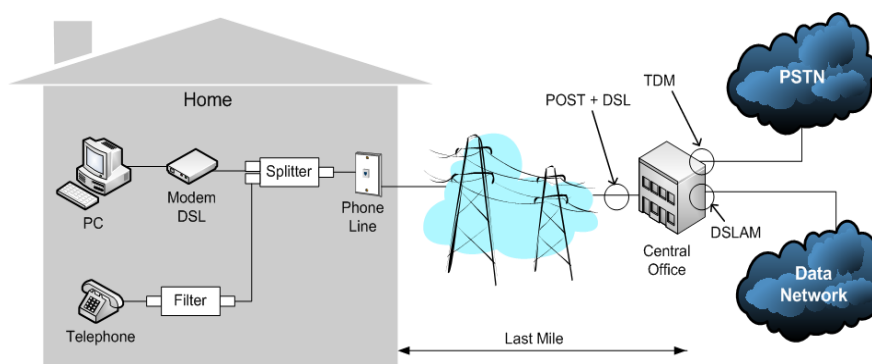 Home
PC
Modem
DSL
Splitter
Phone
Line
Telephone
Filter
POST + DSL
TDM
PSTN
Central
Office
DSLAM
Data
Network
Last Mile